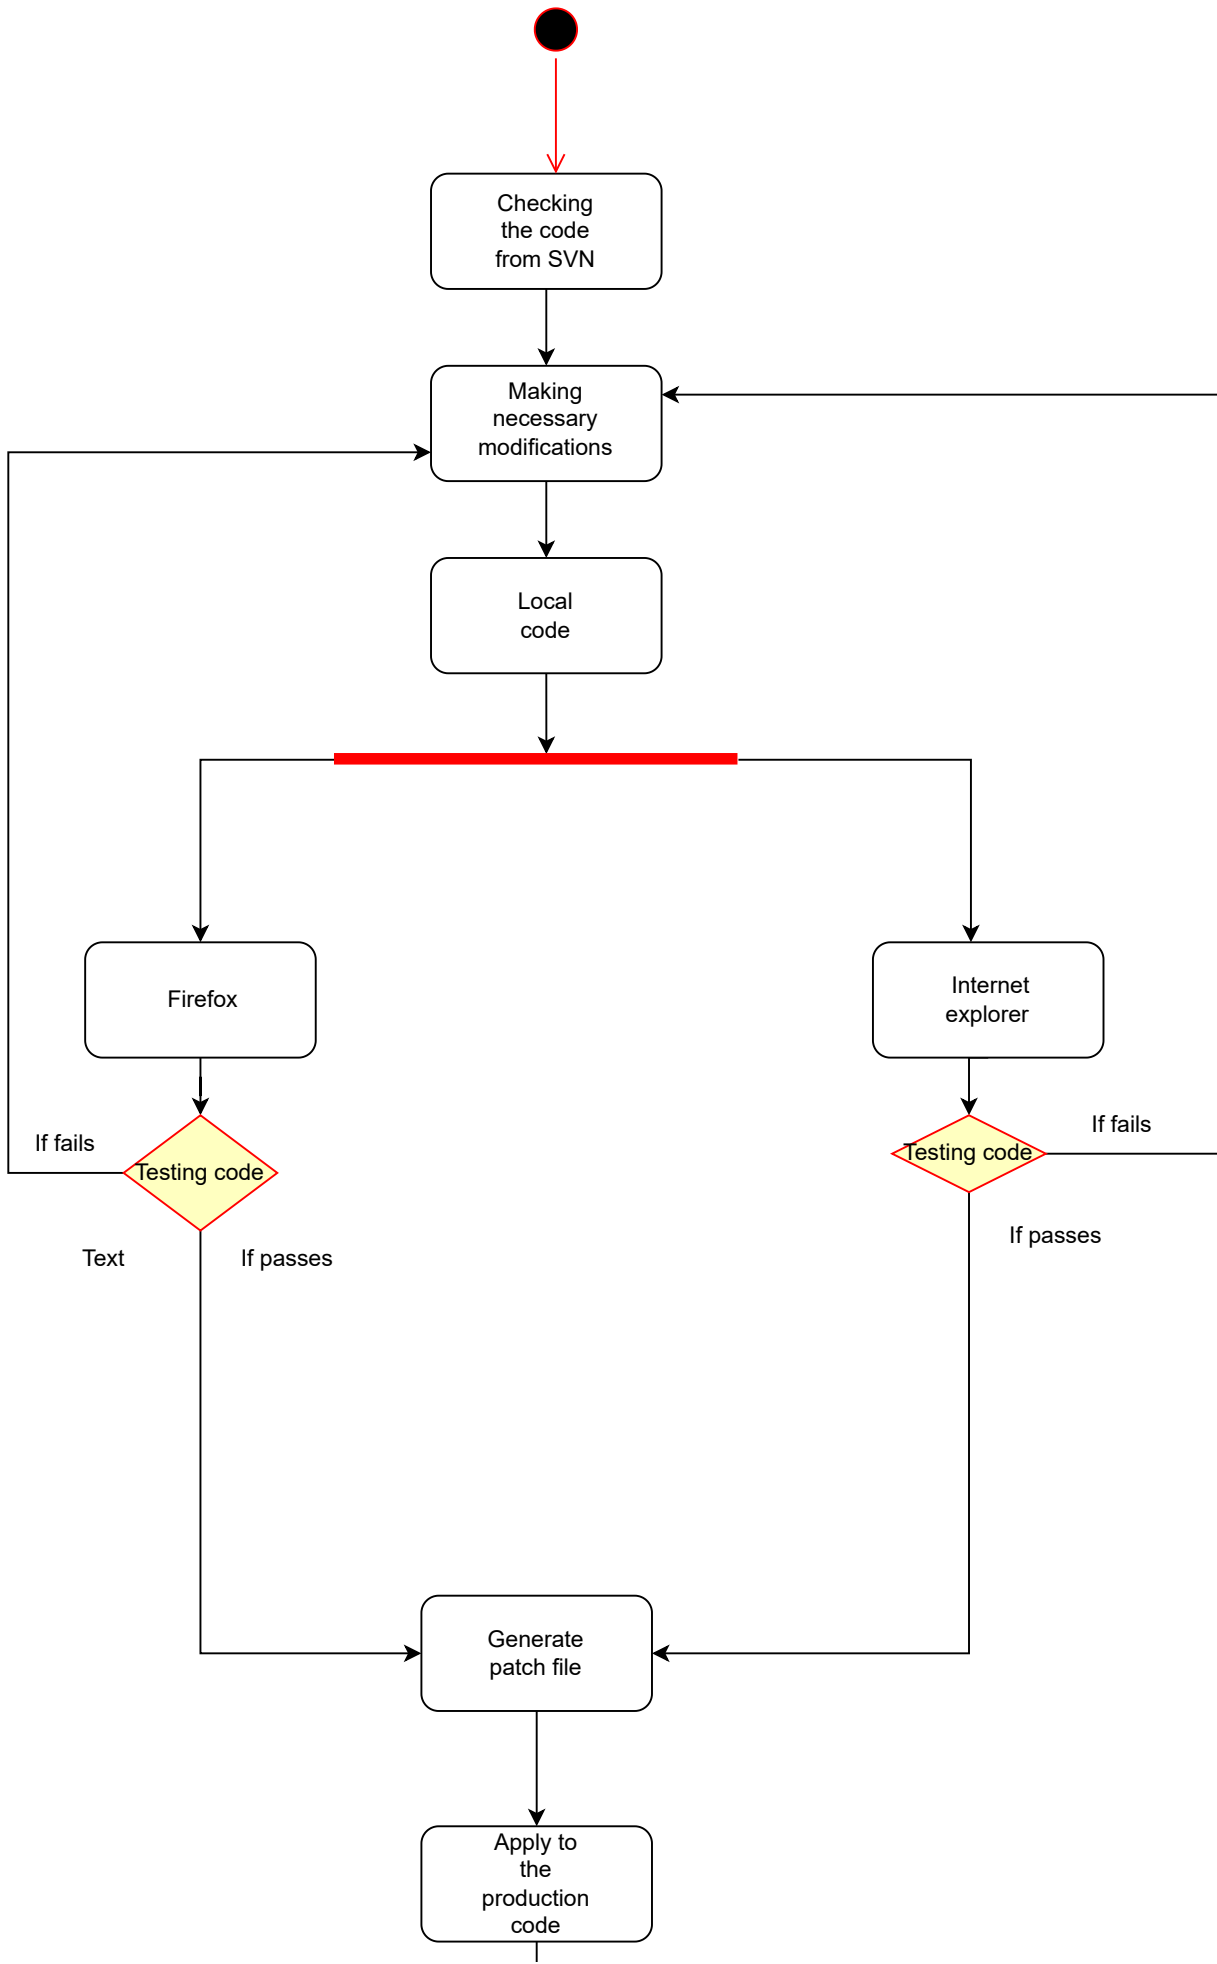 Checking
the code
from SVN
Making
necessary
modifications
Local
code
Firefox
Internet
explorer
If fails
Testing code
If fails
Testing code
Text
If passes
If passes
Generate
patch file
Apply to
the
production
code